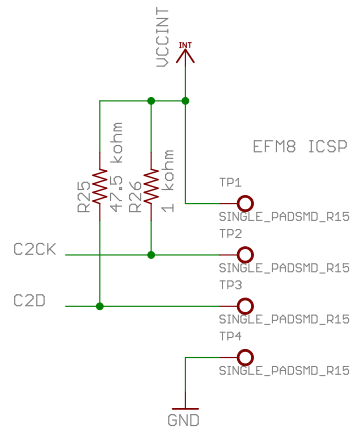 VCCINT
INT
EFM8 ICSP
R25
47.5 kohm
R26
1 kohm
TP1
SINGLE_PADSMD_R15
TP2
C2CK
SINGLE_PADSMD_R15
TP3
C2D
SINGLE_PADSMD_R15
TP4
SINGLE_PADSMD_R15
GND